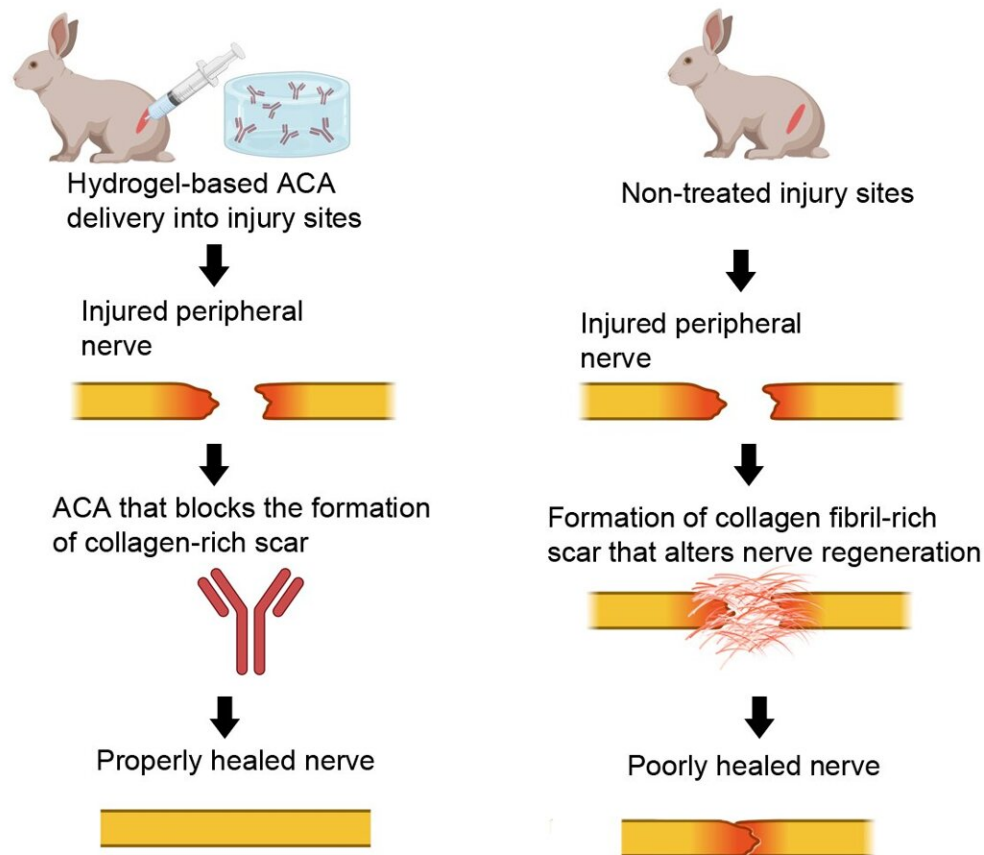 Hydrogel-based ACA
delivery into injury sites
Injured peripheral
nerve
ACA that blocks the formation
of collagen-rich scar
Properly healed nerve
Non-treated injury sites
Injured peripheral
nerve
Formation of collagen fibril-rich
scar that alters nerve regeneration
Poorly healed nerve